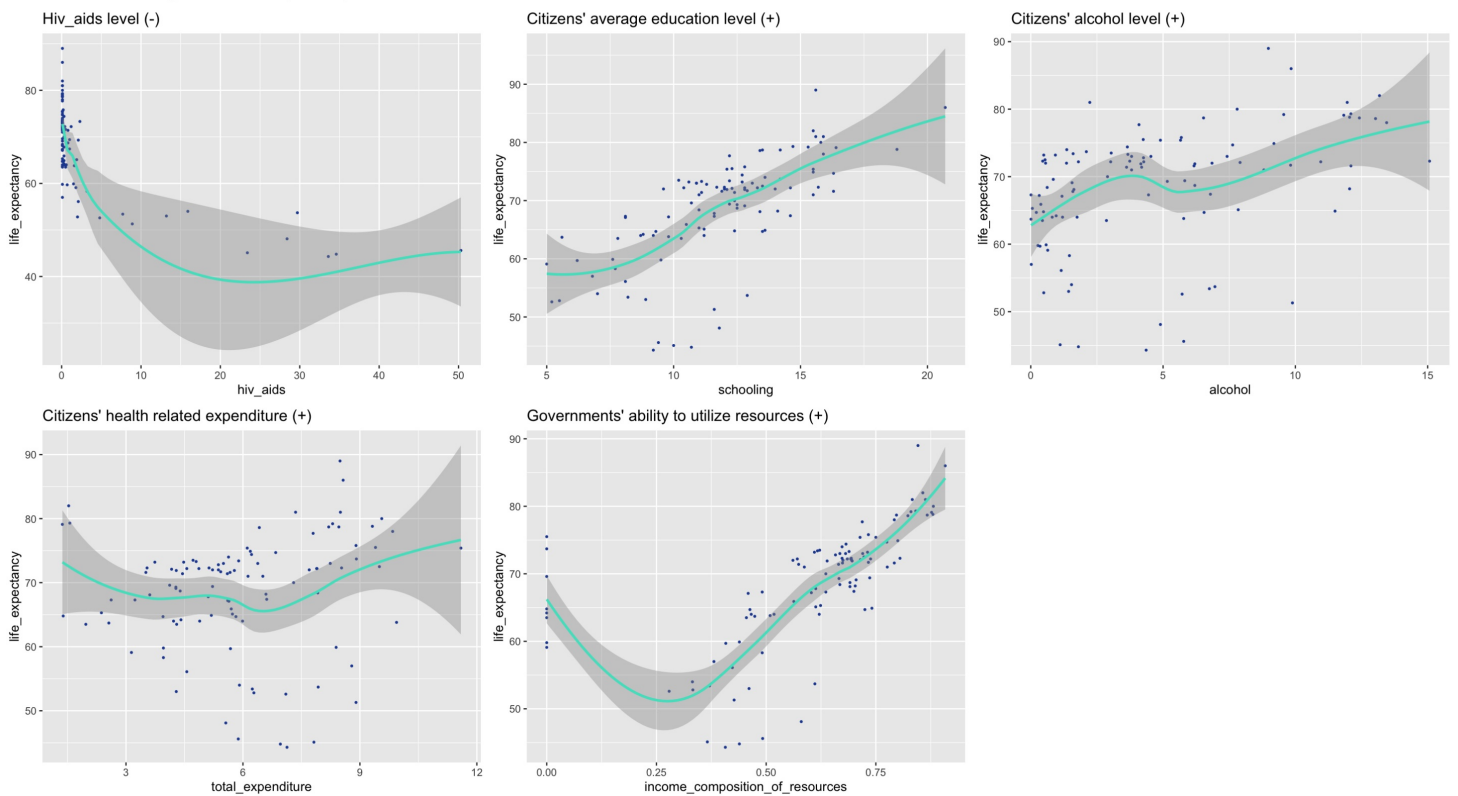 Hiv_aids level (-)
80
60
40
life_expectancy
0 10 20 30 40 50
hiv_aids
Citizens' average education level (+)
90
80
70
60
50
life_expectancy
5 10 15 20
schooling
Citizens' alcohol level (+)
90
80
70
60
50
life_expectancy
0 5 10 15
alcohol
Citizens' health related expenditure (+)
90
80
70
60
50
life_expectancy
3 6 9 12
total_expenditure
Governments' ability to utilize resources (+)
90
80
70
60
50
life_expectancy
0.00 0.25 0.50 0.75
income_composition_of_resources